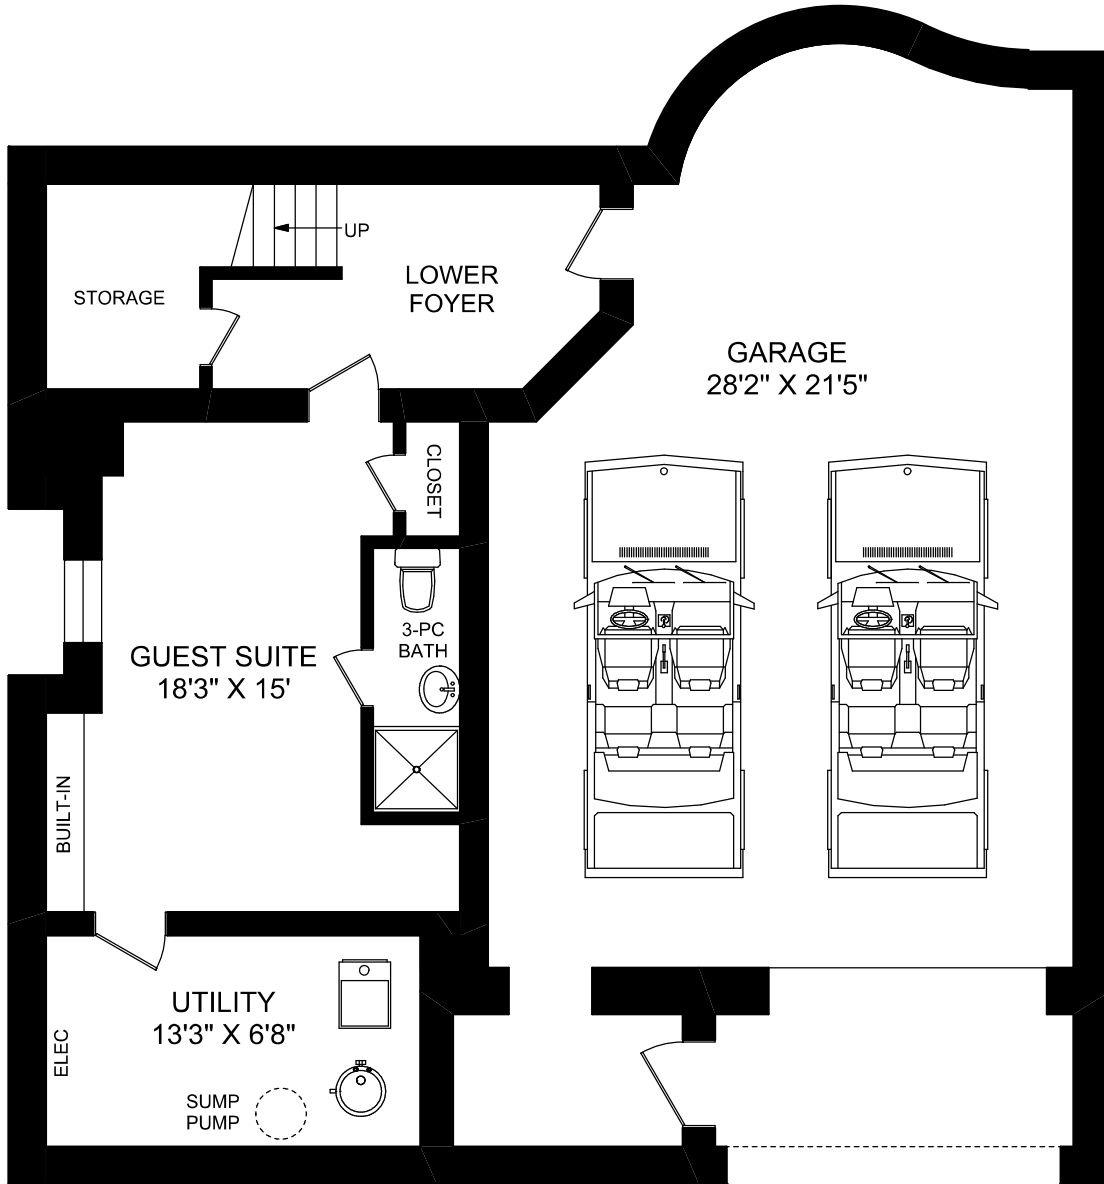 UP
STORAGE
LOWER
FOYER
GARAGE
28'2" X 21'5"
CLOSET
3-PC
BATH
GUEST SUITE
18'3" X 15'
BUILT-IN
UTILITY
13'3" X 6'8"
ELEC
SUMP
PUMP